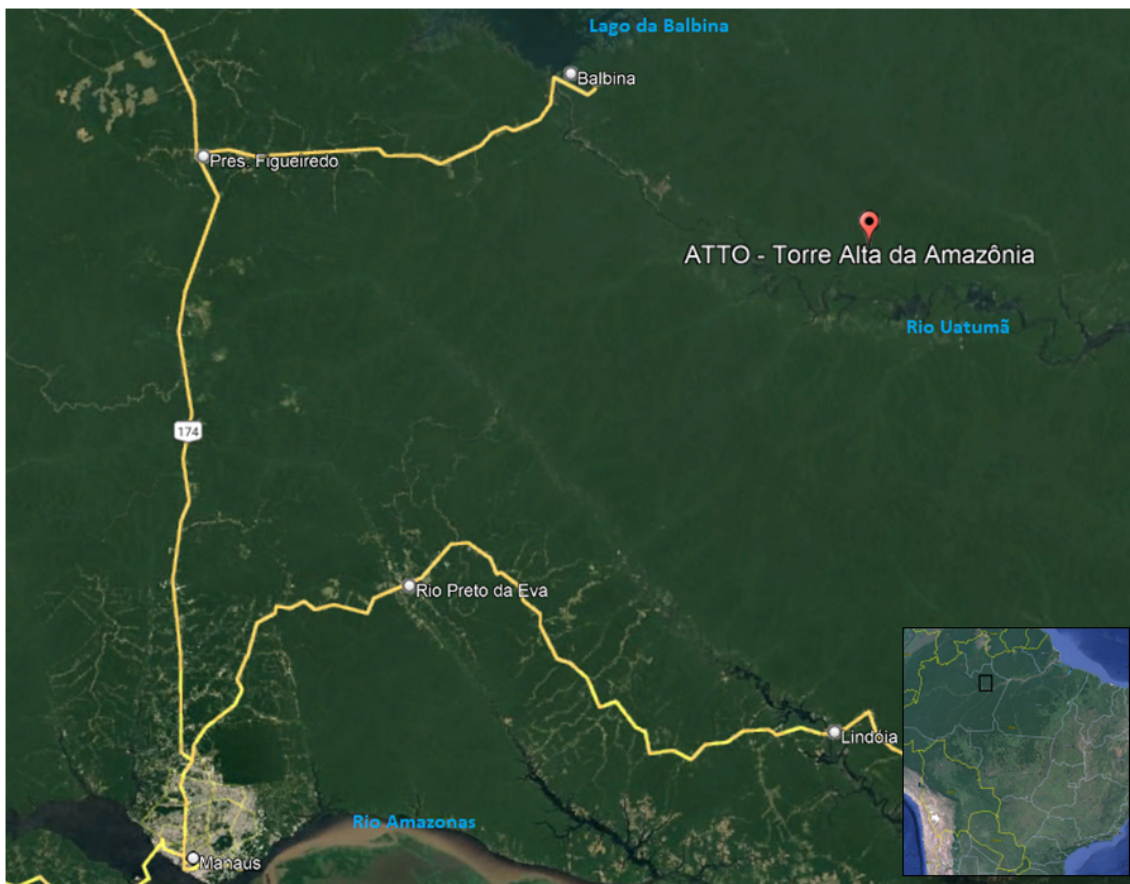 Lago da Balbina
Balbina
Pres. Figueiredo
ATTO - Torre Alta da Amazônia
Rio Uatumã
174
Rio Preto da Eva
Lindóia
Rio Amazonas
Manaus